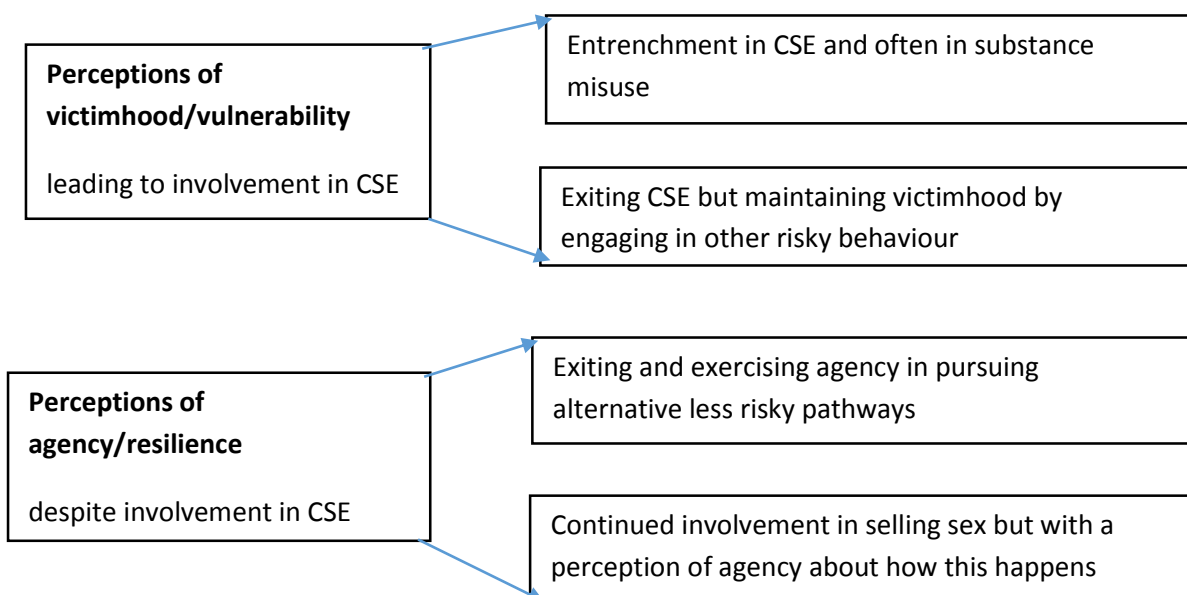 Perceptions of
victimhood/vulnerability
leading to involvement in CSE
Entrenchment in CSE and often in substance
misuse
Exiting CSE but maintaining victimhood by
engaging in other risky behaviour
Perceptions of
agency/resilience
despite involvement in CSE
Exiting and exercising agency in pursuing
alternative less risky pathways
Continued involvement in selling sex but with a
perception of agency about how this happens